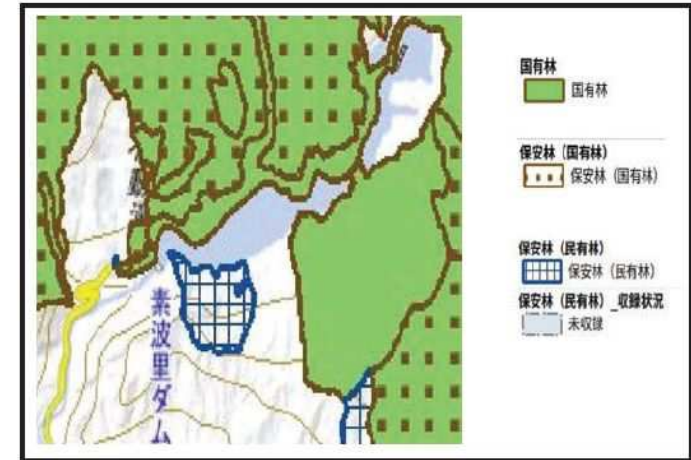 素波里ダム
国有林
国有林
保安林（国有林）
保安林（国有林）
保安林（民有林）
保安林（民有林）
保安林（民有林）_収録状況
未収録